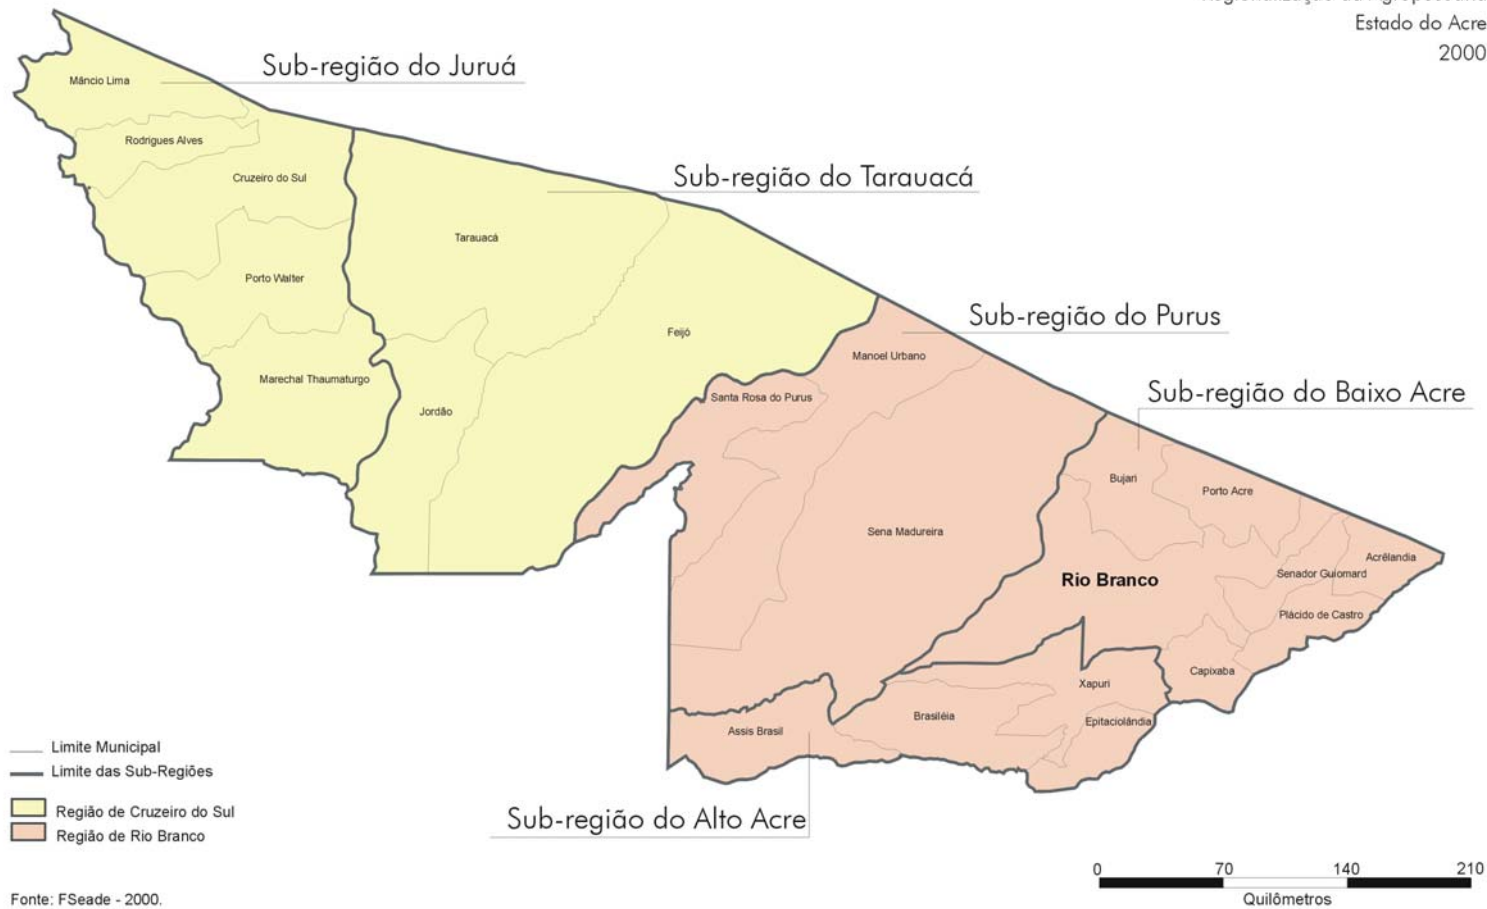 Estado do Acre
2000
Sub-região do Juruá
Mâncio Lima
Rodrigues Alves
Cruzeiro do Sul
Sub-região do Tarauacá
Tarauacá
Porto Walter
Sub-região do Purus
Feijó
Manoel Urbano
Marechal Thaumaturgo
Sub-região do Baixo Acre
Santa Rosa do Purus
Jordão
Bujari
Porto Acre
Sena Madureira
Acrêlandia
Senador Guiomard
Rio Branco
Plácido de Castro
Capixaba
Xapuri
Brasiléia
Epitaciolândia
Assis Brasil
Limite Municipal
Limite das Sub-Regiões
Região de Cruzeiro do Sul
Região de Rio Branco
Sub-região do Alto Acre
0 70 140 210
Quilômetros
Fonte: FSeade - 2000.